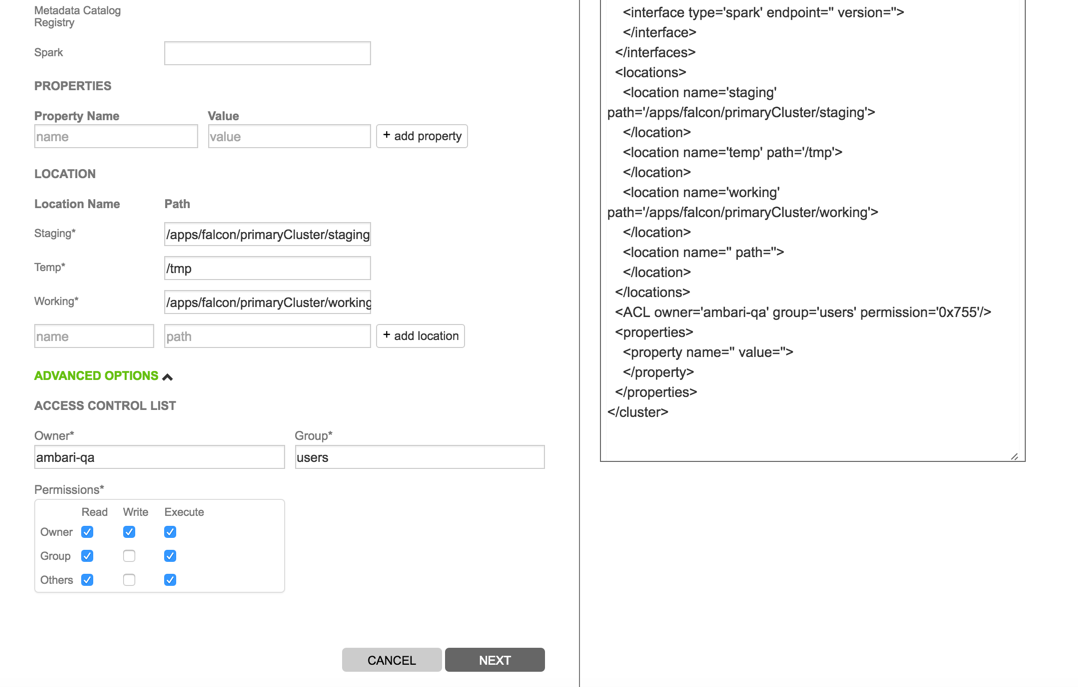 Metadata Catalog
Registry
Spark
PROPERTIES
Property Name Value
name value + add property
LOCATION
Location Name Path
Staging* /apps/falcon/primaryCluster/staging
Temp* /tmp
Working* /apps/falcon/primaryCluster/working
name path + add location
ADVANCED OPTIONS
ACCESS CONTROL LIST
Owner* Group*
ambari-qa users
Permissions*
Read Write Execute
Owner
Group
Others
CANCEL NEXT
<interface type='spark' endpoint='' version=''>
</interface>
</interfaces>
<locations>
<location name='staging'
path='/apps/falcon/primaryCluster/staging'>
</location>
<location name='temp' path='/tmp'>
</location>
<location name='working'
path='/apps/falcon/primaryCluster/working'>
</location>
<location name='' path=''>
</location>
</locations>
<ACL owner='ambari-qa' group='users' permission='0x755'/>
<properties>
<property name='' value=''>
</property>
</properties>
</cluster>